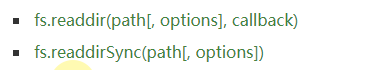 fs.readdir(path[, options], callback)
fs.readdirSync(path[, options])